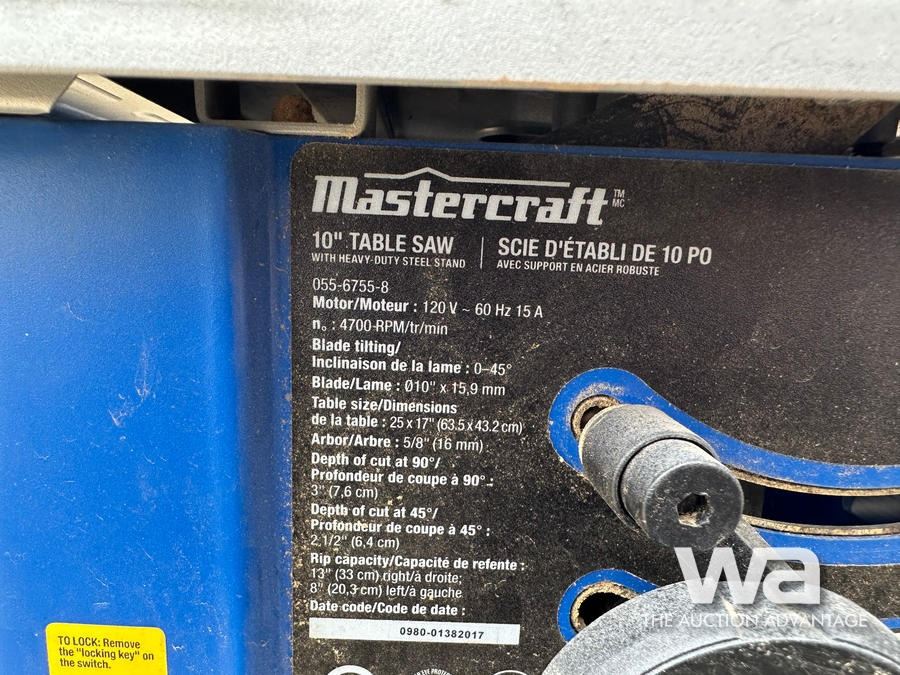 Mastercraft TM MC
10" TABLE SAW
WITH HEAVY-DUTY STEEL STAND
SCIE D'ÉTABLI DE 10 PO
AVEC SUPPORT EN ACIER ROBUSTE
055-6755-8
Motor/Moteur : 120 V ~ 60 Hz 15 A
n₀ : 4700-RPM/tr/min
Blade tilting/
Inclinaison de la lame : 0–45°
Blade/Lame : Ø10" x 15,9 mm
Table size/Dimensions
de la table : 25 x 17" (63.5 x 43.2 cm)
Arbor/Arbre : 5/8" (16 mm)
Depth of cut at 90°/
Profondeur de coupe à 90° :
3" (7,6 cm)
Depth of cut at 45°/
Profondeur de coupe à 45° :
2.1/2" (6,4 cm)
Rip capacity/Capacité de refente :
13" (33 cm) right/à droite;
8" (20,3 cm) left/à gauche
Date code/Code de date :
0980-01382017
TO LOCK: Remove
the "locking key" on
the switch.
wa
THE AUCTION ADVANTAGE